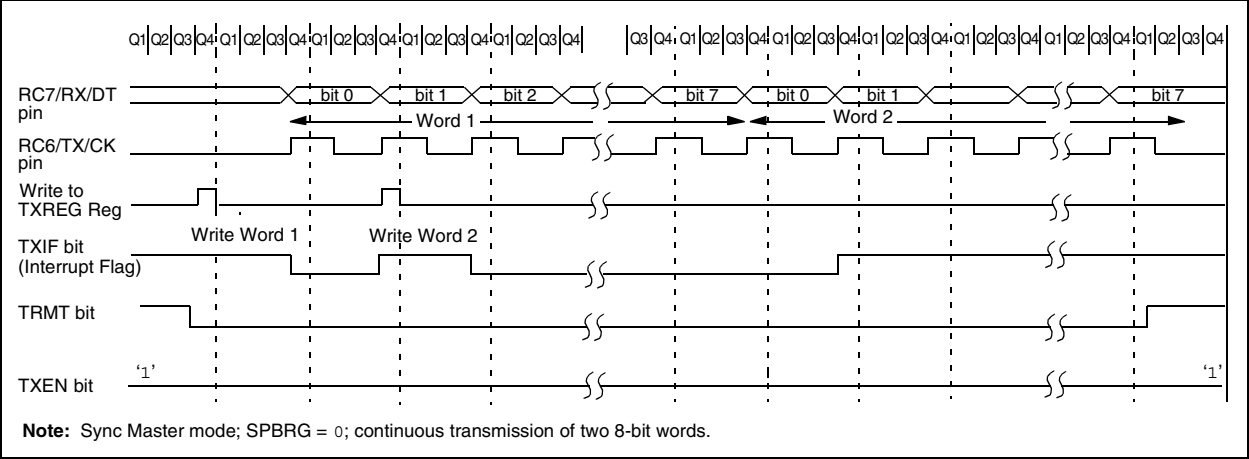 Q1 Q2 Q3 Q4 Q1 Q2 Q3 Q4 Q1 Q2 Q3 Q4 Q1 Q2 Q3 Q4 Q1 Q2 Q3 Q4 Q3 Q4 Q1 Q2 Q3 Q4 Q1 Q2 Q3 Q4 Q1 Q2 Q3 Q4 Q1 Q2 Q3 Q4 Q1 Q2 Q3 Q4 Q1 Q2 Q3 Q4
RC7/RX/DT
pin
bit 0 bit 1 bit 2 bit 7 bit 0 bit 1 bit 7
Word 1 Word 2
RC6/TX/CK
pin
Write to
TXREG Reg
Write Word 1 Write Word 2
TXIF bit
(Interrupt Flag)
TRMT bit
TXEN bit
‘1’ ‘1’
Note: Sync Master mode; SPBRG = 0; continuous transmission of two 8-bit words.